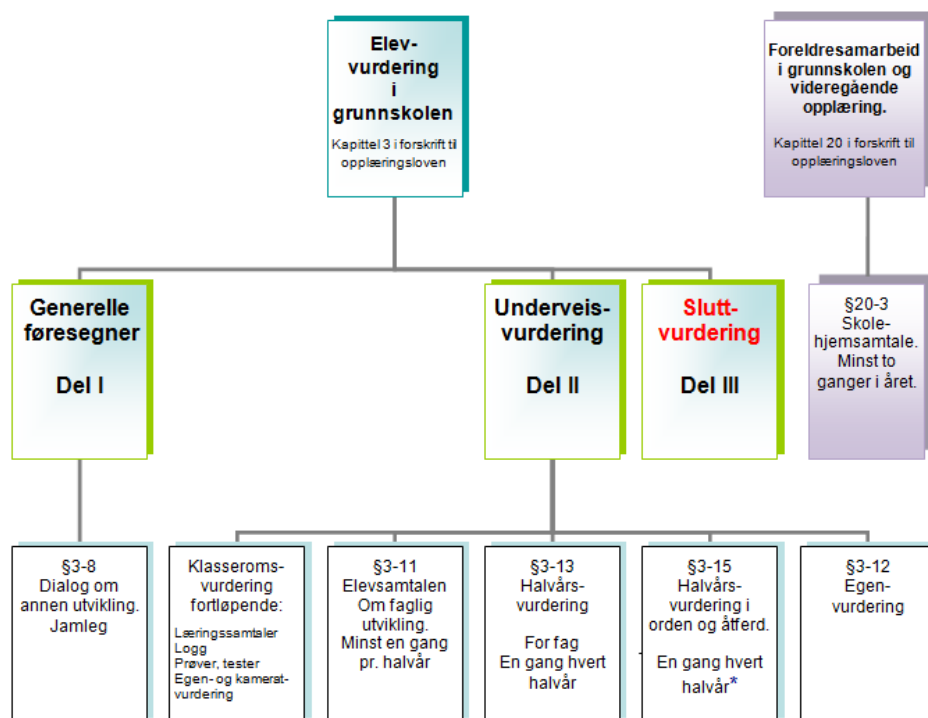 Elev-
vurdering
i
grunnskolen
Kapittel 3 i forskrift til
opplæringsloven
Foreldresamarbeid
i grunnskolen og
videregående
opplæring.
Kapittel 20 i forskrift til
opplæringsloven
Generelle
føresegner
Del I
Underveis-
vurdering
Del II
Slutt-
vurdering
Del III
§20-3
Skole-
hjemsamtale.
Minst to
ganger i året.
§3-8
Dialog om
annen utvikling.
Jamleg
Klasseroms-
vurdering
fortløpende:
Læringssamtaler
Logg
Prøver, tester
Egen- og kamerat-
vurdering
§3-11
Elevsamtalen
Om faglig
utvikling.
Minst en gang
pr. halvår
§3-13
Halvårs-
vurdering
For fag
En gang hvert
halvår
§3-15
Halvårs-
vurdering i
orden og åtferd.
En gang hvert
halvår*
§3-12
Egen-
vurdering